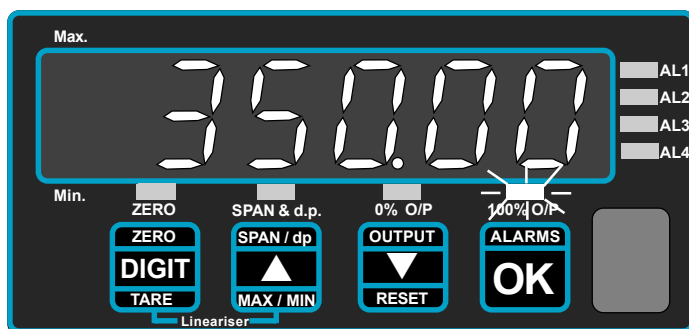 Max.
350.00
AL1
AL2
AL3
AL4
Min.
ZERO SPAN & d.p. 0% O/P 100% O/P
ZERO SPAN / dp OUTPUT ALARMS
DIGIT OK
TARE MAX / MIN RESET
Lineariser